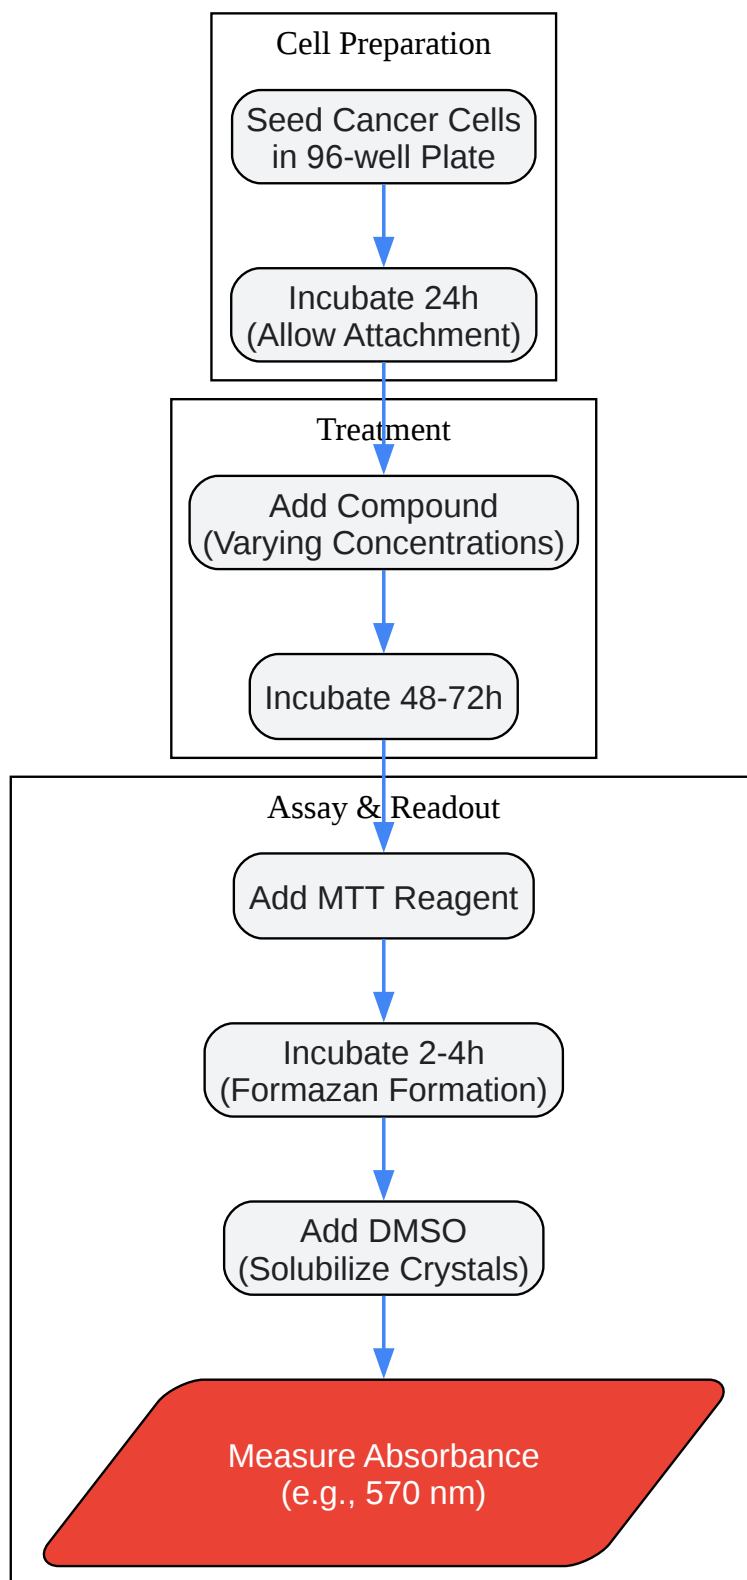 Cell Preparation
Seed Cancer Cells
in 96-well Plate
Incubate 24h
(Allow Attachment)
Treatment
Add Compound
(Varying Concentrations)
Incubate 48-72h
Assay & Readout
Add MTT Reagent
Incubate 2-4h
(Formazan Formation)
Add DMSO
(Solubilize Crystals)
Measure Absorbance
(e.g., 570 nm)